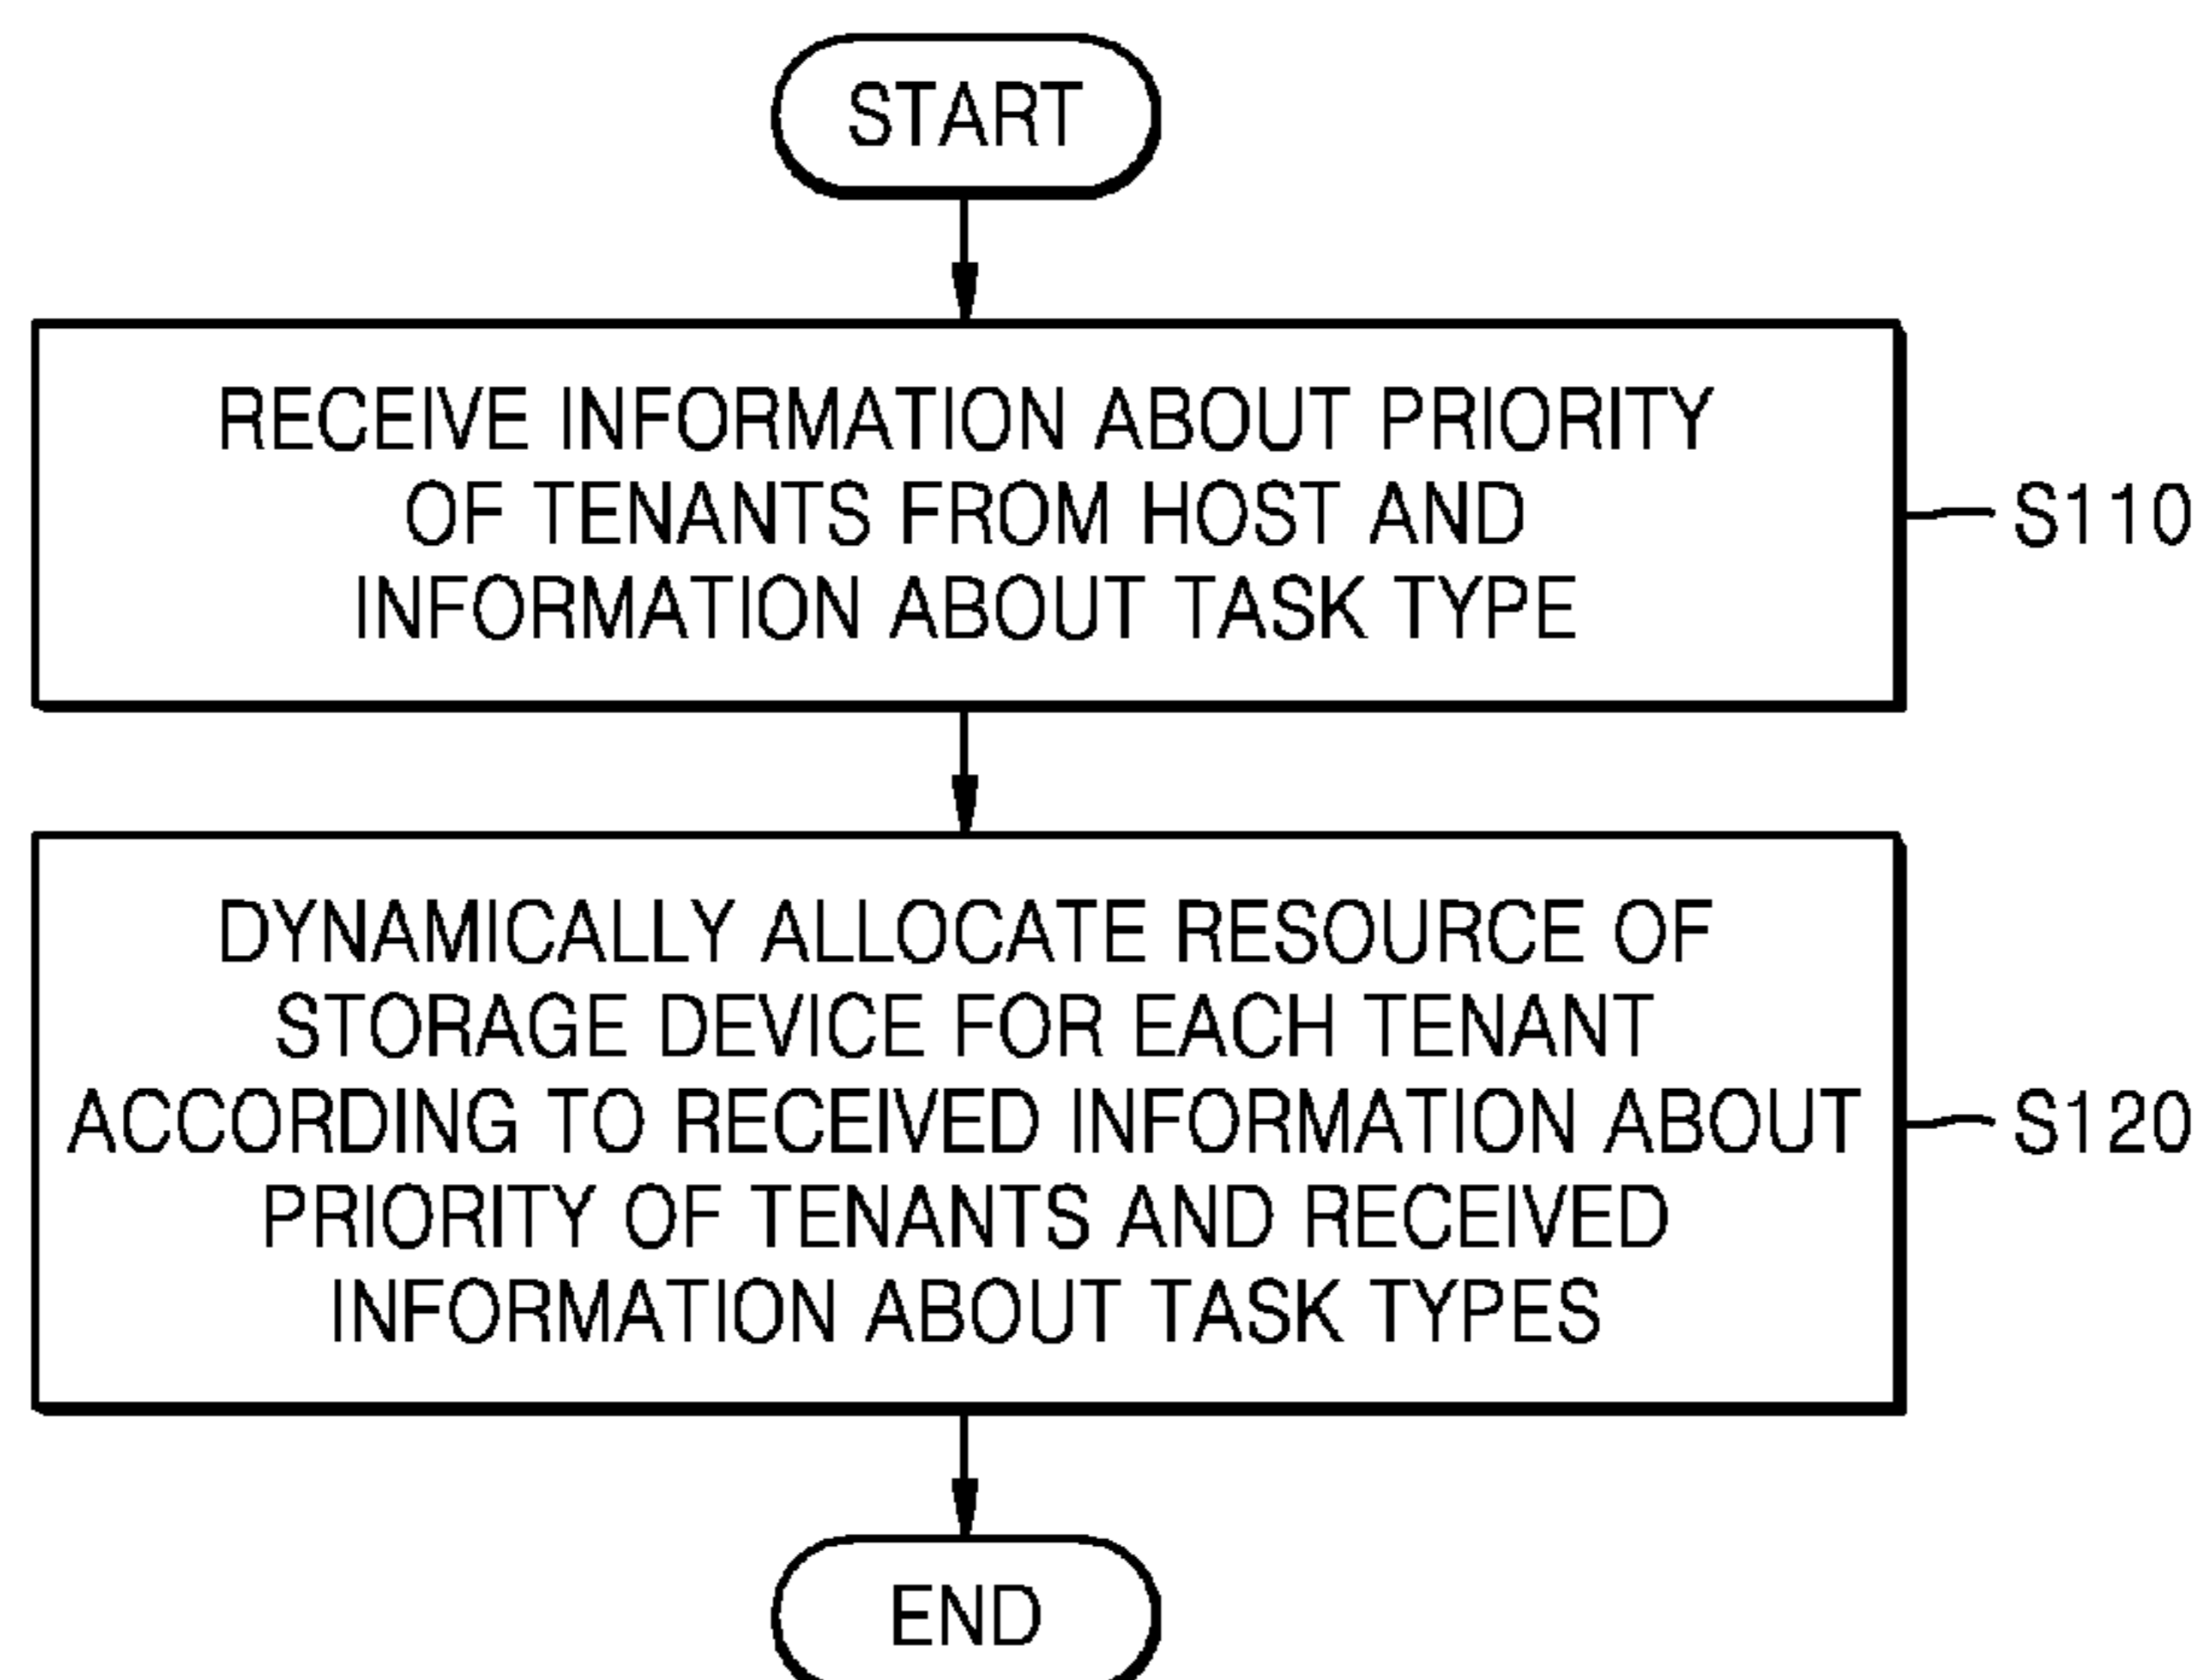 START
RECEIVE INFORMATION ABOUT PRIORITY
OF TENANTS FROM HOST AND
INFORMATION ABOUT TASK TYPE
S110
DYNAMICALLY ALLOCATE RESOURCE OF
STORAGE DEVICE FOR EACH TENANT
ACCORDING TO RECEIVED INFORMATION ABOUT
PRIORITY OF TENANTS AND RECEIVED
INFORMATION ABOUT TASK TYPES
S120
END